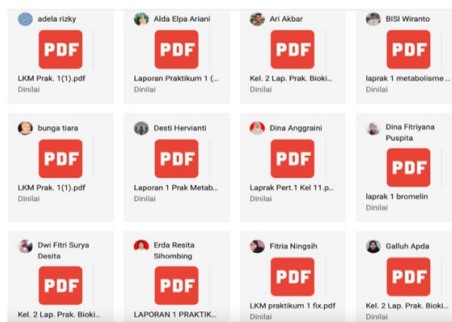 adela rizky
PDF
LKM Prak. 1(1).pdf
Dinilai
Alda Elpa Ariani
PDF
Laporan Praktikum 1 (...
Dinilai
Ari Akbar
PDF
Kel. 2 Lap. Prak. Bioki...
Dinilai
BISI Wiranto
PDF
laprak 1 metabolisme ...
Dinilai
bunga tiara
PDF
LKM Prak. 1(1).pdf
Dinilai
Desti Hervianti
PDF
Laporan 1 Prak Metab...
Dinilai
Dina Anggraini
PDF
Laprak Pert.1 Kel 11.p...
Dinilai
Dina Fitriyana
Puspita
PDF
laprak 1 bromelin
Dinilai
Dwi Fitri Surya
Desita
PDF
Kel. 2 Lap. Prak. Bioki...
Erda Resita
Sihombing
PDF
LAPORAN 1 PRAKTIK...
Fitria Ningsih
PDF
LKM praktikum 1 fix.pdf
Dinilai
Galluh Apda
PDF
Kel. 2 Lap. Prak. Bioki...
Dinilai